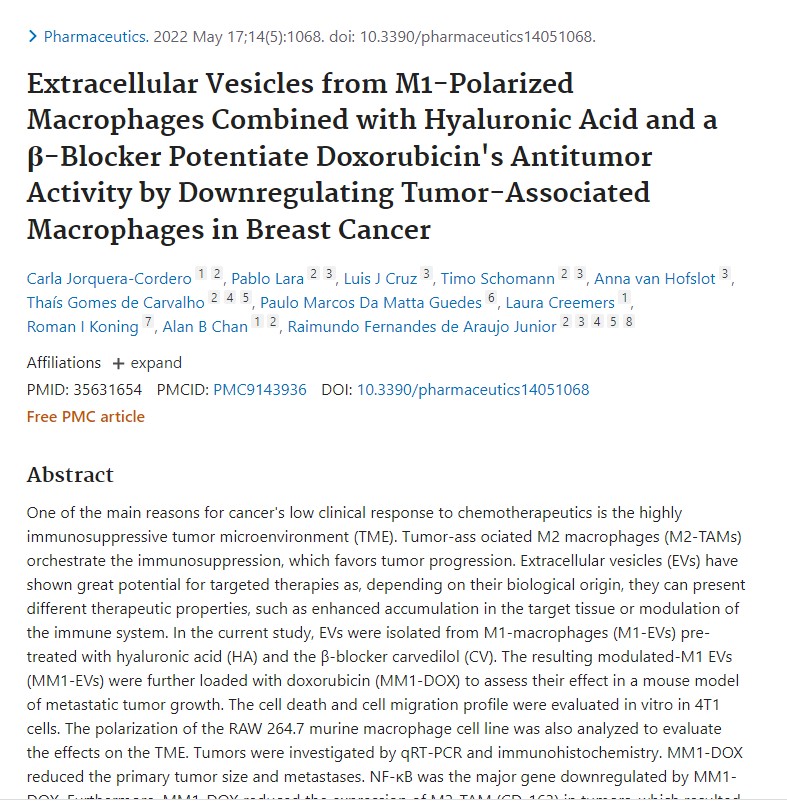 Pharmaceutics. 2022 May 17;14(5):1068. doi: 10.3390/pharmaceutics14051068.
Extracellular Vesicles from M1-Polarized
Macrophages Combined with Hyaluronic Acid and a
β-Blocker Potentiate Doxorubicin's Antitumor
Activity by Downregulating Tumor-Associated
Macrophages in Breast Cancer
Carla Jorquera-Cordero 1 2, Pablo Lara 2 3, Luis J Cruz 3, Timo Schomann 2 3, Anna van Hofslot 3,
Thaís Gomes de Carvalho 2 4 5, Paulo Marcos Da Matta Guedes 6, Laura Creemers 1,
Roman I Koning 7, Alan B Chan 1 2, Raimundo Fernandes de Araujo Junior 2 3 4 5 8
Affiliations + expand
PMID: 35631654 PMCID: PMC9143936 DOI: 10.3390/pharmaceutics14051068
Free PMC article
Abstract
One of the main reasons for cancer's low clinical response to chemotherapeutics is the highly
immunosuppressive tumor microenvironment (TME). Tumor-ass ociated M2 macrophages (M2-TAMs)
orchestrate the immunosuppression, which favors tumor progression. Extracellular vesicles (EVs) have
shown great potential for targeted therapies as, depending on their biological origin, they can present
different therapeutic properties, such as enhanced accumulation in the target tissue or modulation of
the immune system. In the current study, EVs were isolated from M1-macrophages (M1-EVs) pre-
treated with hyaluronic acid (HA) and the β-blocker carvedilol (CV). The resulting modulated-M1 EVs
(MM1-EVs) were further loaded with doxorubicin (MM1-DOX) to assess their effect in a mouse model
of metastatic tumor growth. The cell death and cell migration profile were evaluated in vitro in 4T1
cells. The polarization of the RAW 264.7 murine macrophage cell line was also analyzed to evaluate
the effects on the TME. Tumors were investigated by qRT-PCR and immunohistochemistry. MM1-DOX
reduced the primary tumor size and metastases. NF-κB was the major gene downregulated by MM1-
DOX. Furthermore, MM1-DOX reduced the expression of M2-TAM (CD-163) in tumors, which resulted